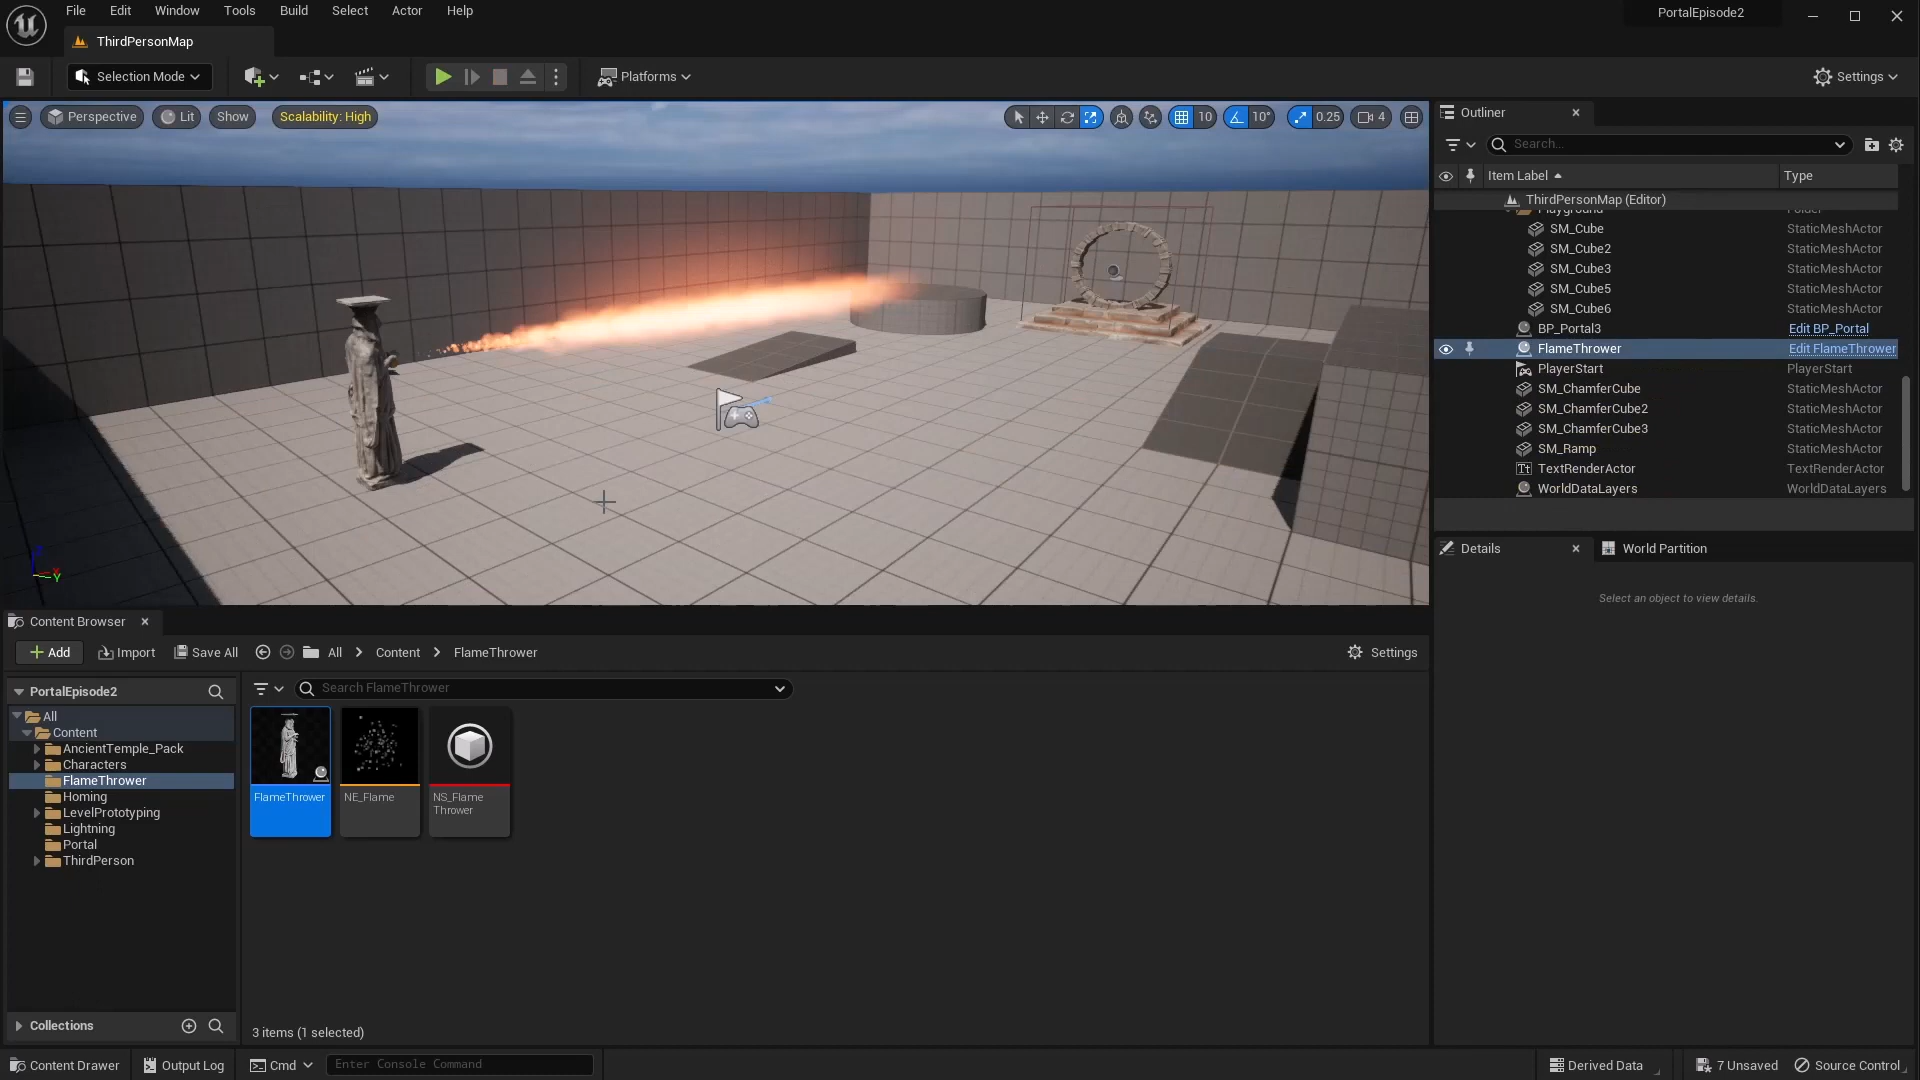 File Edit Window Tools Build Select Actor Help
PortalEpisode2
ThirdPersonMap
Selection Mode
Platforms
Settings
Perspective Lit Show Scalability: High
10 10° 0.25 4
Outliner
Search...
Item Label Type
ThirdPersonMap (Editor)
Playground Folder
SM_Cube StaticMeshActor
SM_Cube2 StaticMeshActor
SM_Cube3 StaticMeshActor
SM_Cube5 StaticMeshActor
SM_Cube6 StaticMeshActor
BP_Portal3 Edit BP_Portal
FlameThrower Edit FlameThrower
PlayerStart PlayerStart
SM_ChamferCube StaticMeshActor
SM_ChamferCube2 StaticMeshActor
SM_ChamferCube3 StaticMeshActor
SM_Ramp StaticMeshActor
Tt TextRenderActor TextRenderActor
WorldDataLayers WorldDataLayers
Details World Partition
Select an object to view details.
Y
Content Browser
Add Import Save All All Content FlameThrower Settings
PortalEpisode2
Search FlameThrower
All
Content
AncientTemple_Pack
Characters
FlameThrower
Homing
LevelPrototyping
Lightning
Portal
ThirdPerson
FlameThrower
NE_Flame
NS_Flame
Thrower
Collections
3 items (1 selected)
Content Drawer Output Log Cmd Enter Console Command Derived Data 7 Unsaved Source Control